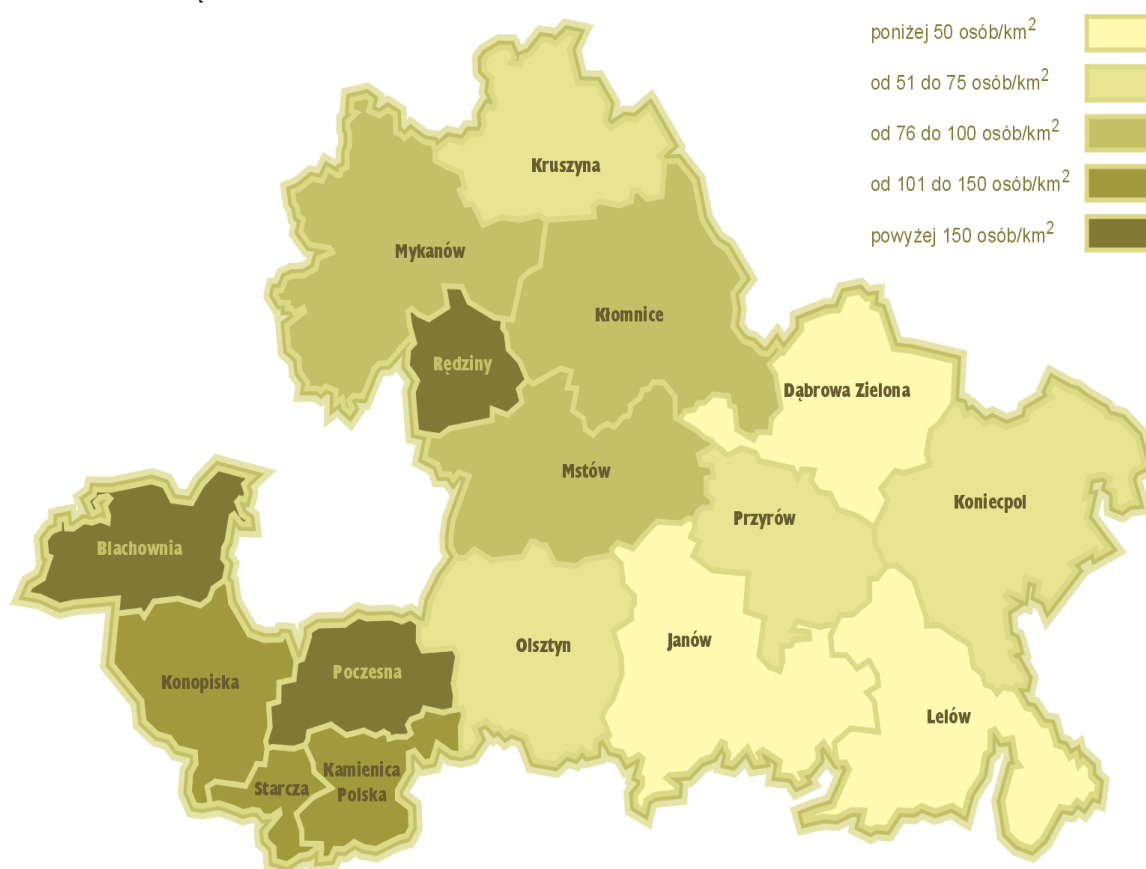 poniżej 50 osób/km²
od 51 do 75 osób/km²
od 76 do 100 osób/km²
od 101 do 150 osób/km²
powyżej 150 osób/km²
Kruszyna
Mykanów
Kłomnice
Rędziny
Dąbrowa Zielona
Mstów
Koniecpol
Przyrów
Blachownia
Olsztyn
Janów
Poczesna
Konopiska
Lelów
Kamienica
Polska
Starcza